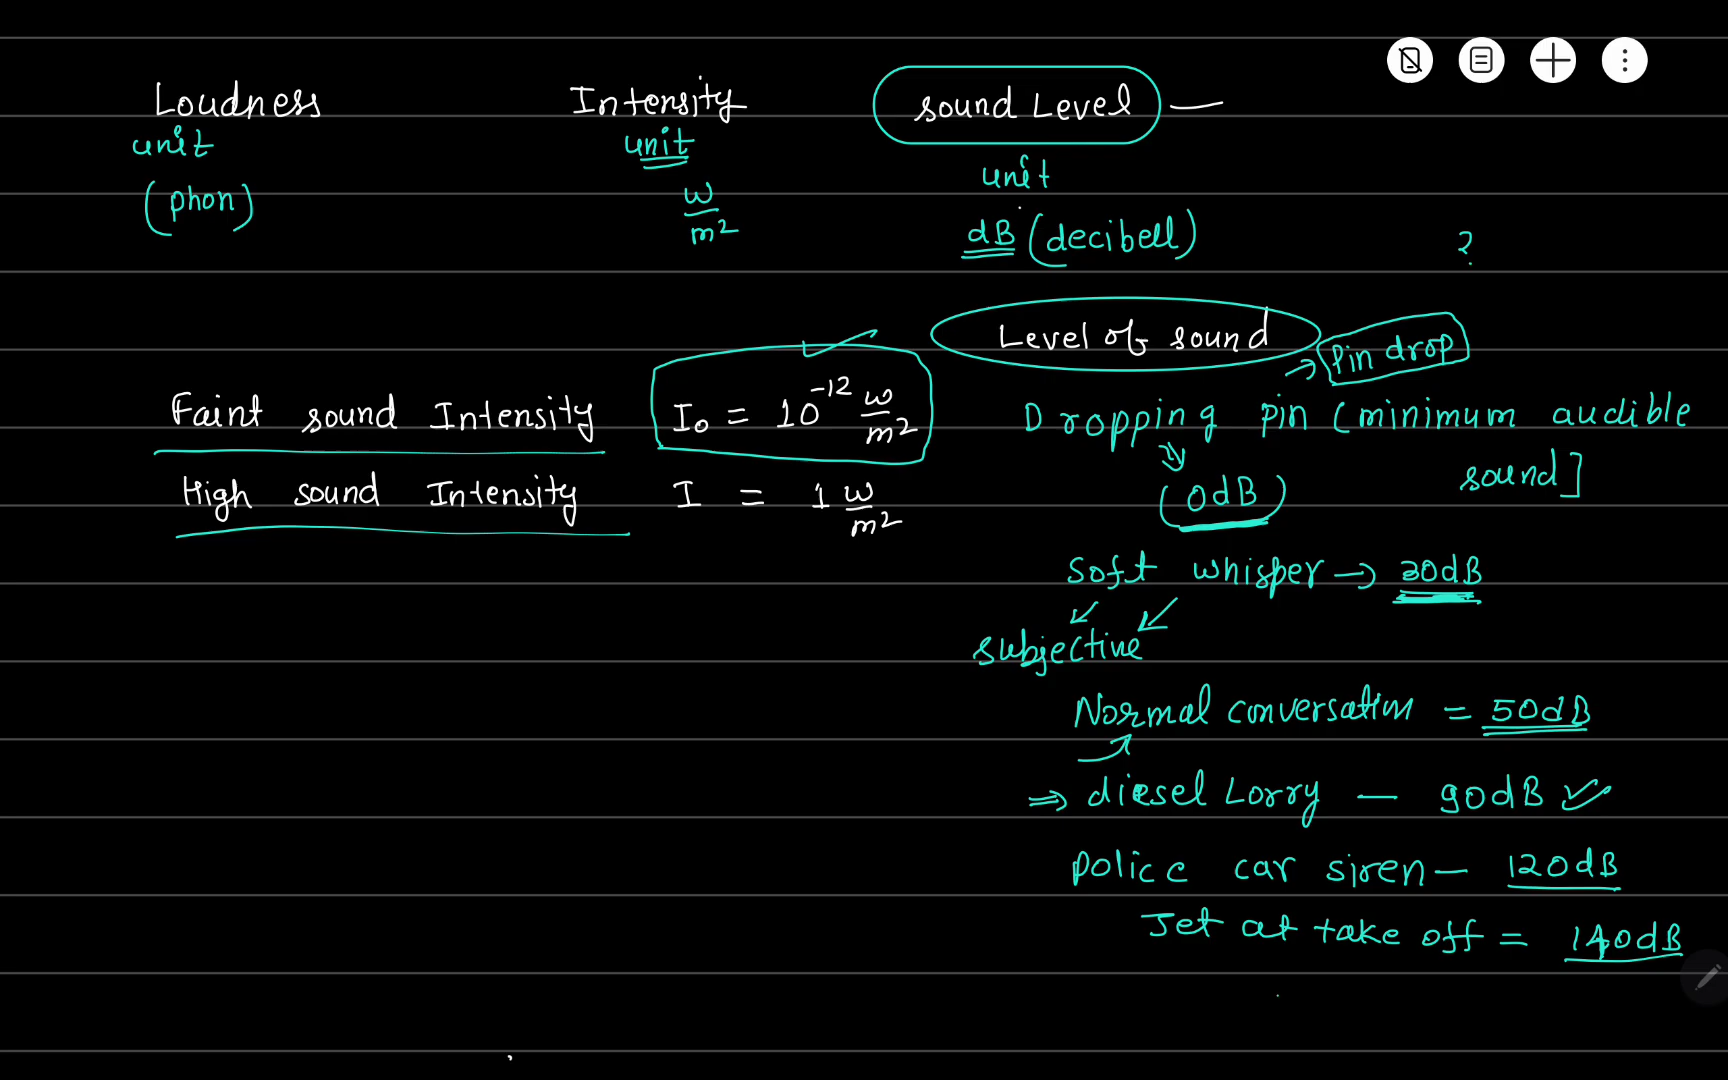 Loudness Intensity sound Level —
unit unit unit
(phon) w/m² dB (decibell)
?
Level of sound
→ Pin drop
Faint sound Intensity I₀ = 10⁻¹² w/m² Dropping pin (minimum audible sound]
High sound Intensity I = 1 w/m² (0dB)
Soft whisper → 30dB
subjective
Normal conversation = 50dB
⇒ diesel Lorry — 90dB ✓
police car siren — 120dB
Jet at take off = 140dB